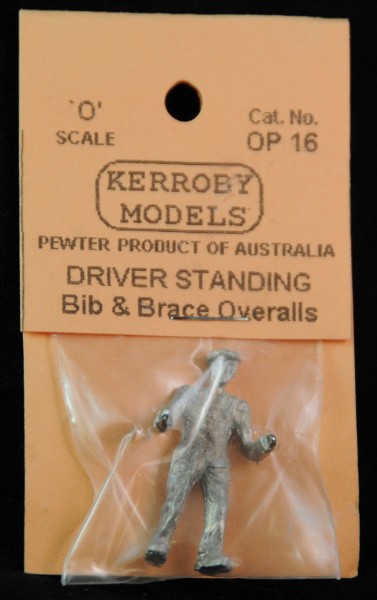 'O' Cat. No.
SCALE OP 16
KERROBY
MODELS
PEWTER PRODUCT OF AUSTRALIA
DRIVER STANDING
Bib & Brace Overalls